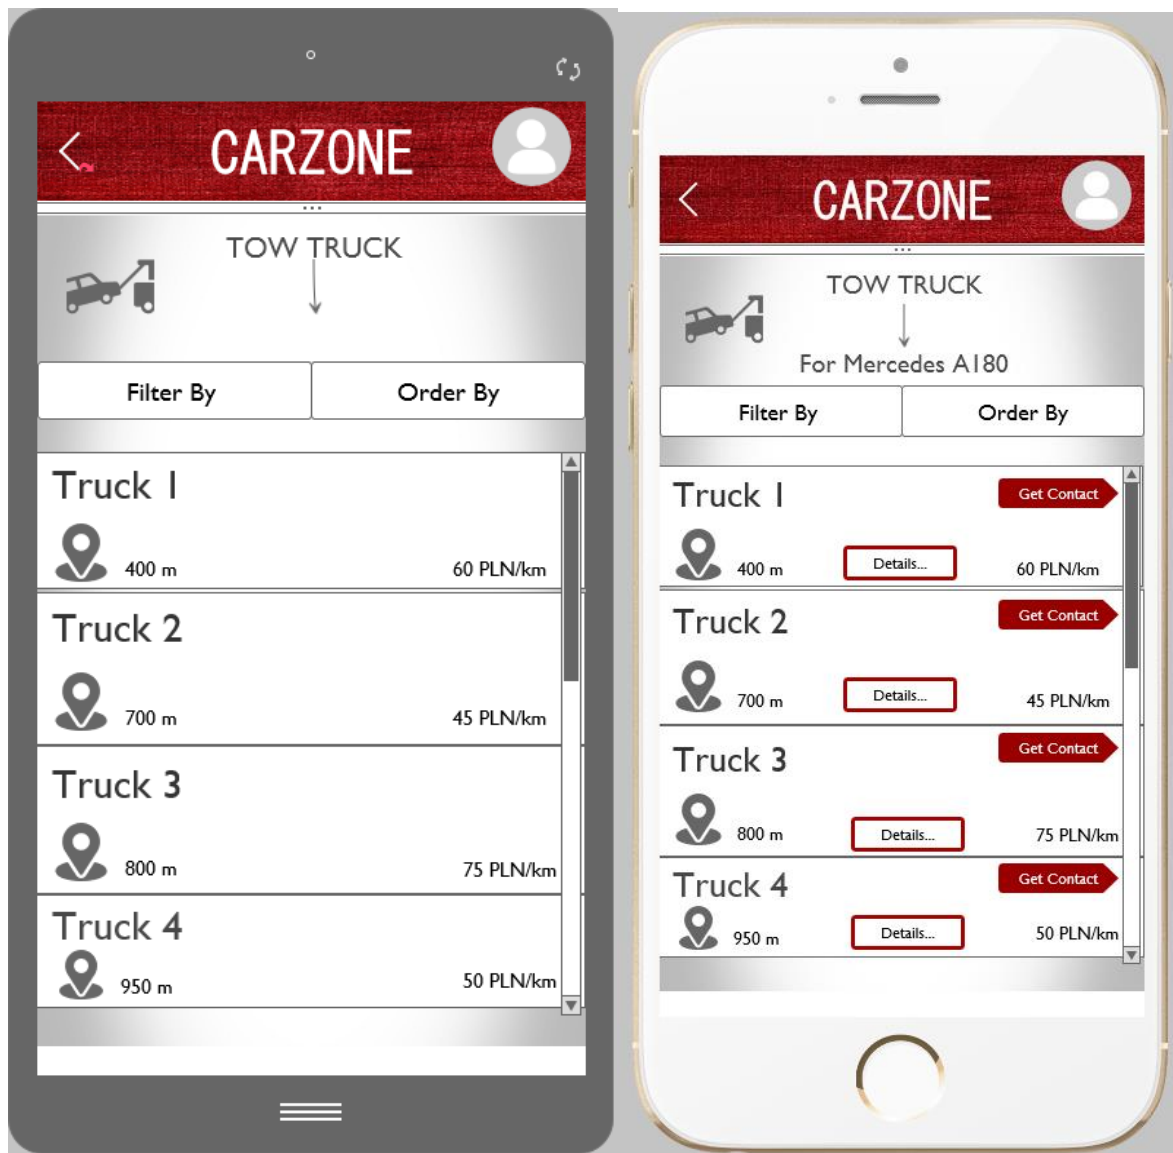 CARZONE
TOW TRUCK
Filter By
Order By
Truck 1
400 m
60 PLN/km
Truck 2
700 m
45 PLN/km
Truck 3
800 m
75 PLN/km
Truck 4
950 m
50 PLN/km
CARZONE
TOW TRUCK
For Mercedes A180
Filter By
Order By
Truck 1
Get Contact
400 m
Details...
60 PLN/km
Truck 2
Get Contact
700 m
Details...
45 PLN/km
Truck 3
Get Contact
800 m
Details...
75 PLN/km
Truck 4
Get Contact
950 m
Details...
50 PLN/km